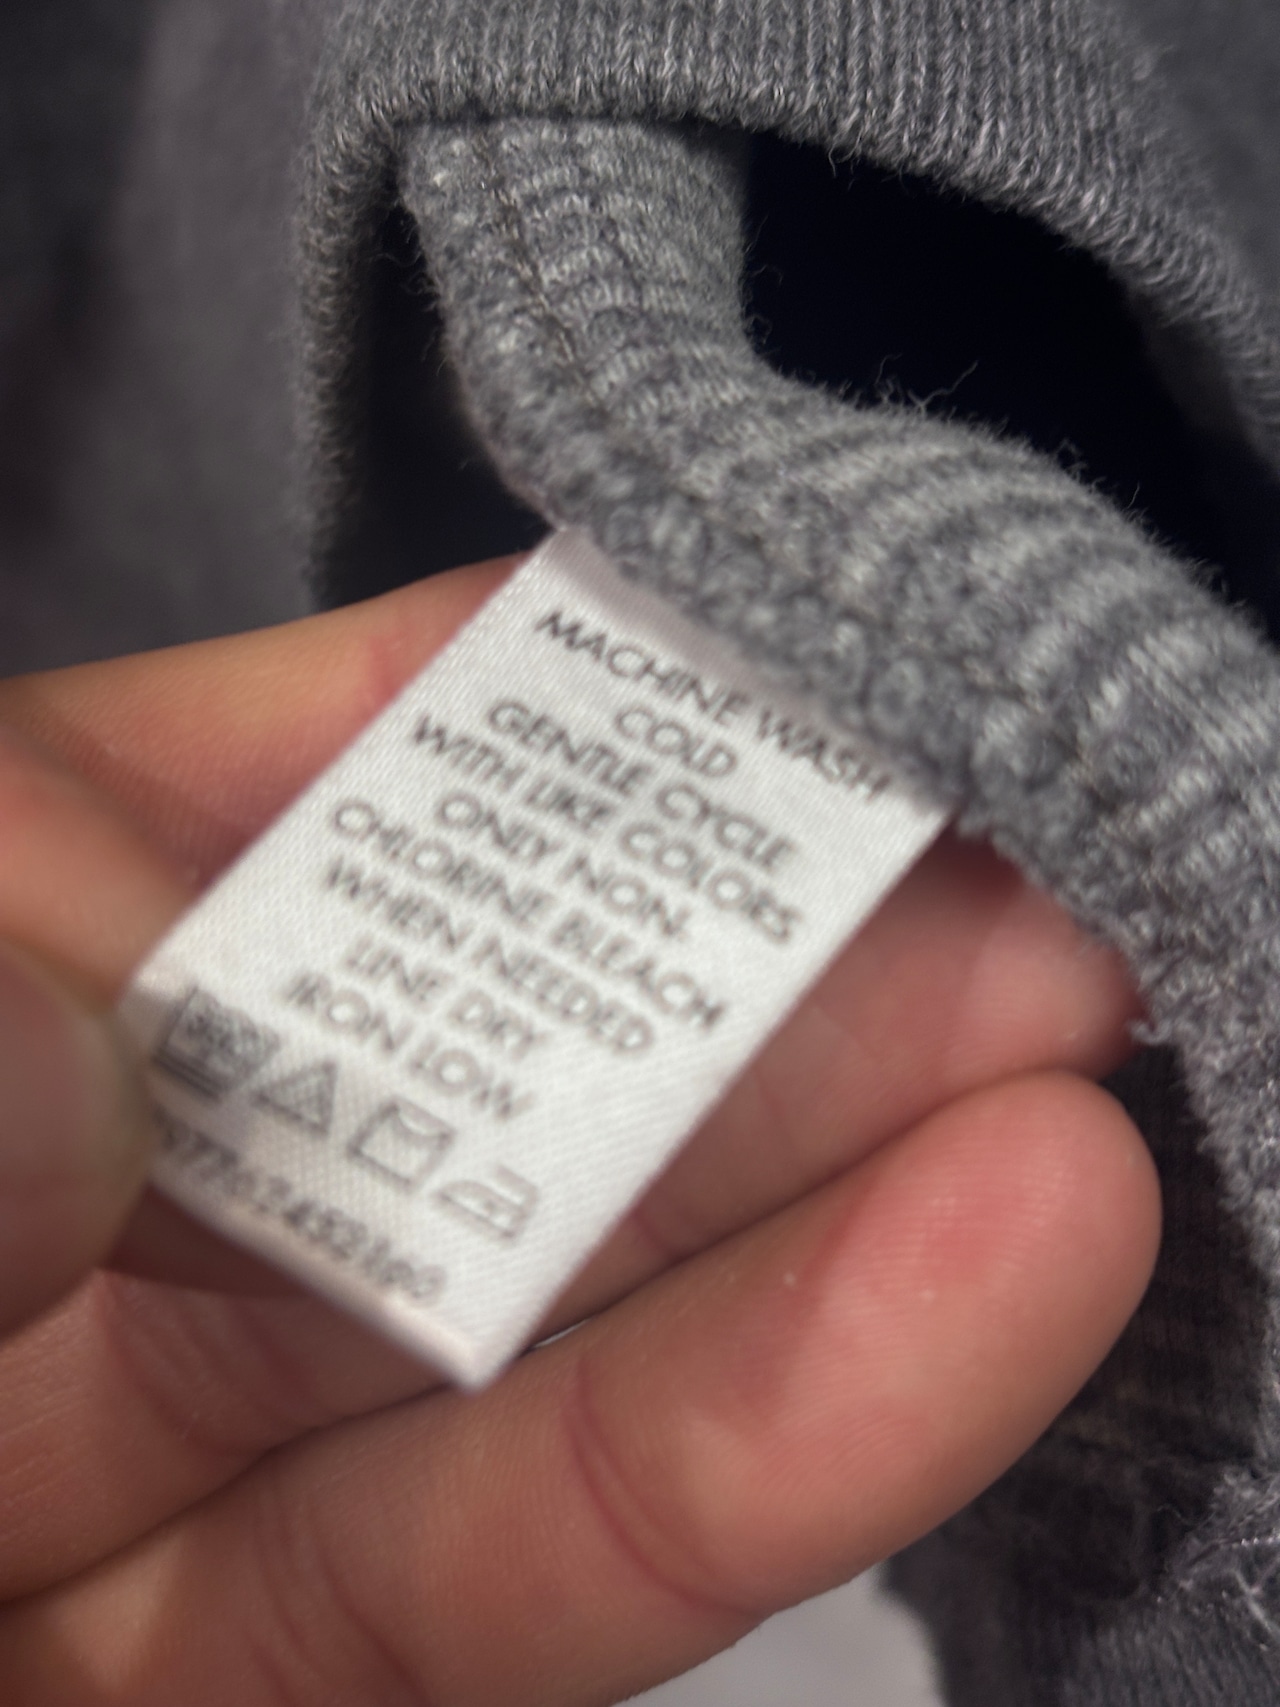 MACHINE WASH
COLD
GENTLE CYCLE
WITH LIKE COLORS
ONLY NON-
CHLORINE BLEACH
WHEN NEEDED
LINE DRY
IRON LOW